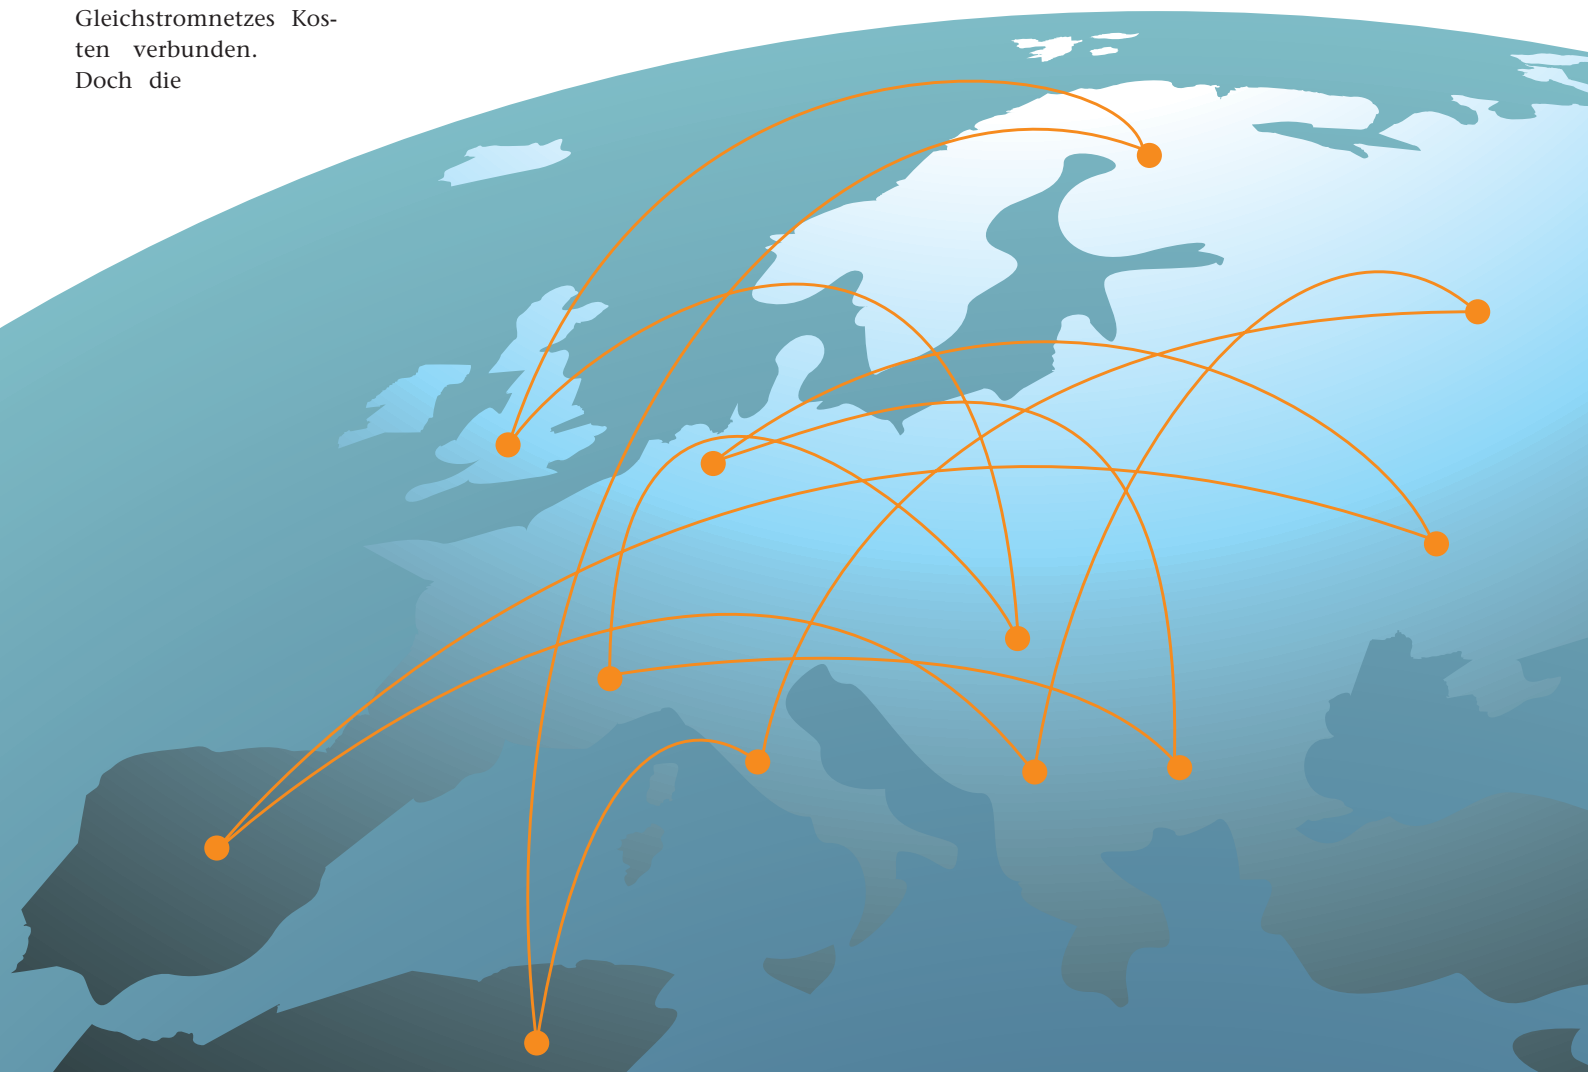 Gleichstromnetzes Kos-
ten verbunden.
Doch die